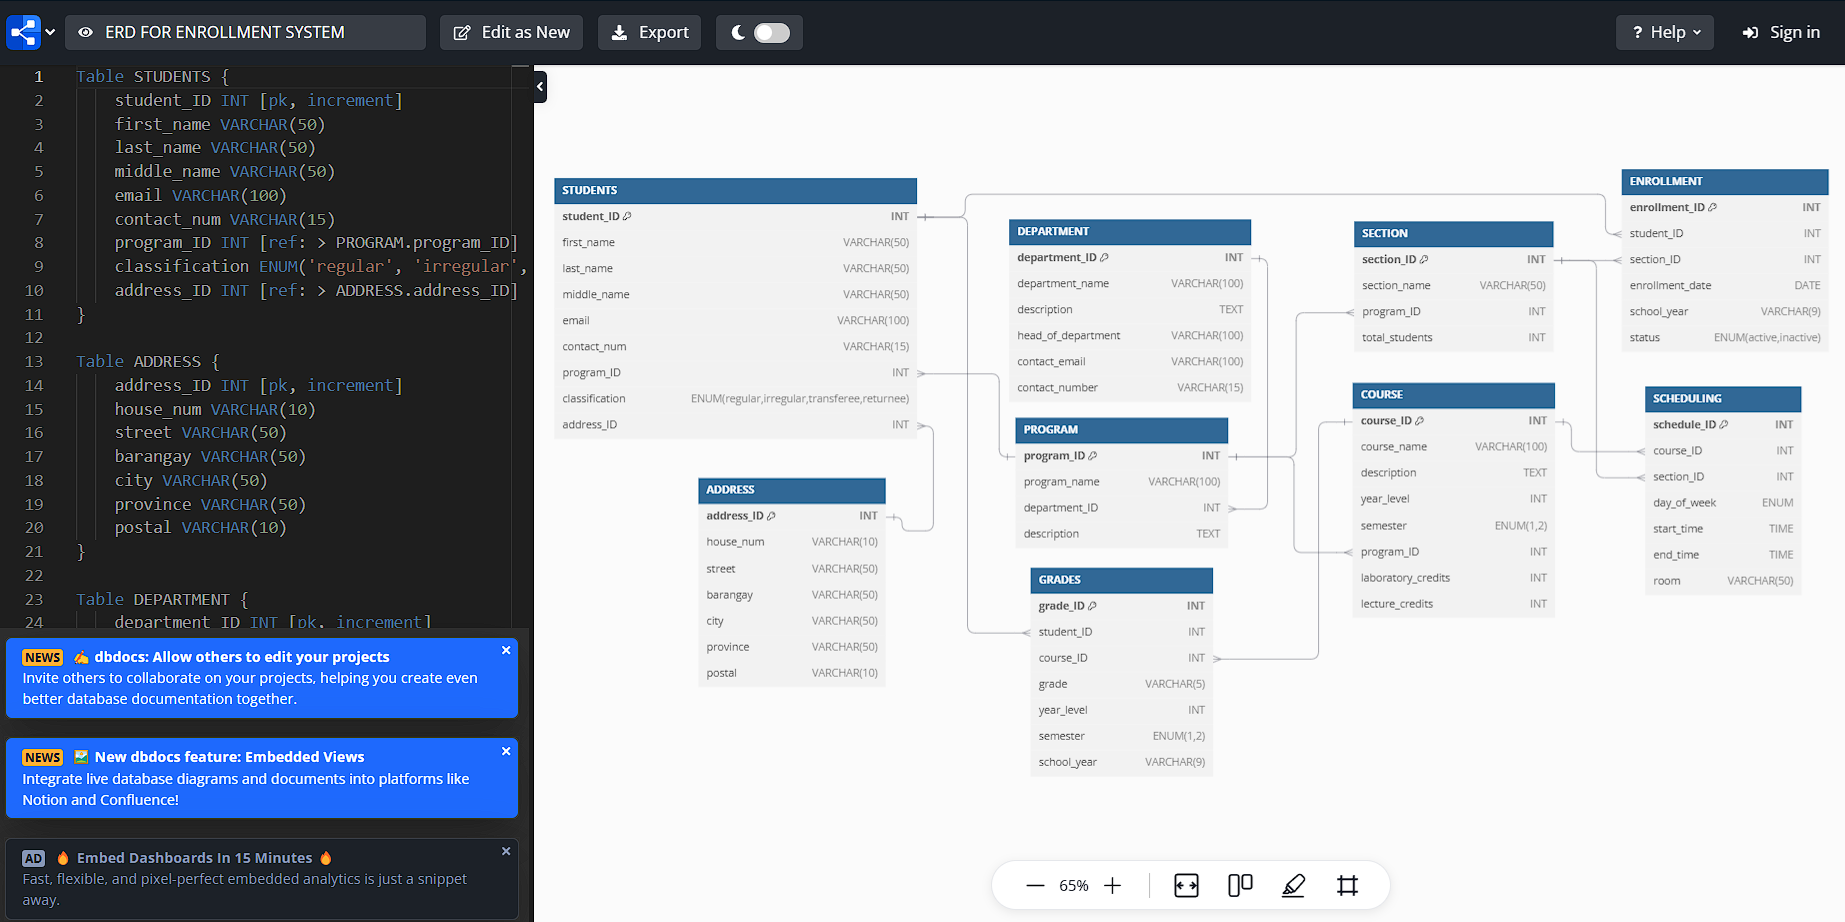 ERD FOR ENROLLMENT SYSTEM
Edit as New
Export
? Help
Sign in
1 Table STUDENTS {
2 student_ID INT [pk, increment]
3 first_name VARCHAR(50)
4 last_name VARCHAR(50)
5 middle_name VARCHAR(50)
6 email VARCHAR(100)
7 contact_num VARCHAR(15)
8 program_ID INT [ref: > PROGRAM.program_ID]
9 classification ENUM('regular', 'irregular',
10 address_ID INT [ref: > ADDRESS.address_ID]
11 }
12
13 Table ADDRESS {
14 address_ID INT [pk, increment]
15 house_num VARCHAR(10)
16 street VARCHAR(50)
17 barangay VARCHAR(50)
18 city VARCHAR(50)
19 province VARCHAR(50)
20 postal VARCHAR(10)
21 }
22
23 Table DEPARTMENT {
24 department_ID INT [pk, increment]
NEWS ✍️ dbdocs: Allow others to edit your projects
Invite others to collaborate on your projects, helping you create even
better database documentation together.
NEWS 🖼️ New dbdocs feature: Embedded Views
Integrate live database diagrams and documents into platforms like
Notion and Confluence!
AD 🔥 Embed Dashboards In 15 Minutes 🔥
Fast, flexible, and pixel-perfect embedded analytics is just a snippet
away.
STUDENTS
student_ID INT
first_name VARCHAR(50)
last_name VARCHAR(50)
middle_name VARCHAR(50)
email VARCHAR(100)
contact_num VARCHAR(15)
program_ID INT
classification ENUM(regular,irregular,transferee,returnee)
address_ID INT
ADDRESS
address_ID INT
house_num VARCHAR(10)
street VARCHAR(50)
barangay VARCHAR(50)
city VARCHAR(50)
province VARCHAR(50)
postal VARCHAR(10)
DEPARTMENT
department_ID INT
department_name VARCHAR(100)
description TEXT
head_of_department VARCHAR(100)
contact_email VARCHAR(100)
contact_number VARCHAR(15)
PROGRAM
program_ID INT
program_name VARCHAR(100)
department_ID INT
description TEXT
GRADES
grade_ID INT
student_ID INT
course_ID INT
grade VARCHAR(5)
year_level INT
semester ENUM(1,2)
school_year VARCHAR(9)
SECTION
section_ID INT
section_name VARCHAR(50)
program_ID INT
total_students INT
COURSE
course_ID INT
course_name VARCHAR(100)
description TEXT
year_level INT
semester ENUM(1,2)
program_ID INT
laboratory_credits INT
lecture_credits INT
ENROLLMENT
enrollment_ID INT
student_ID INT
section_ID INT
enrollment_date DATE
school_year VARCHAR(9)
status ENUM(active,inactive)
SCHEDULING
schedule_ID INT
course_ID INT
section_ID INT
day_of_week ENUM
start_time TIME
end_time TIME
room VARCHAR(50)
65%